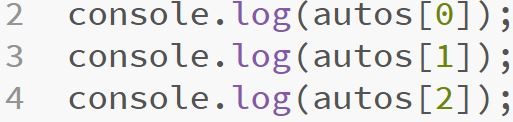 2 console.log(autos[0]);
3 console.log(autos[1]);
4 console.log(autos[2]);